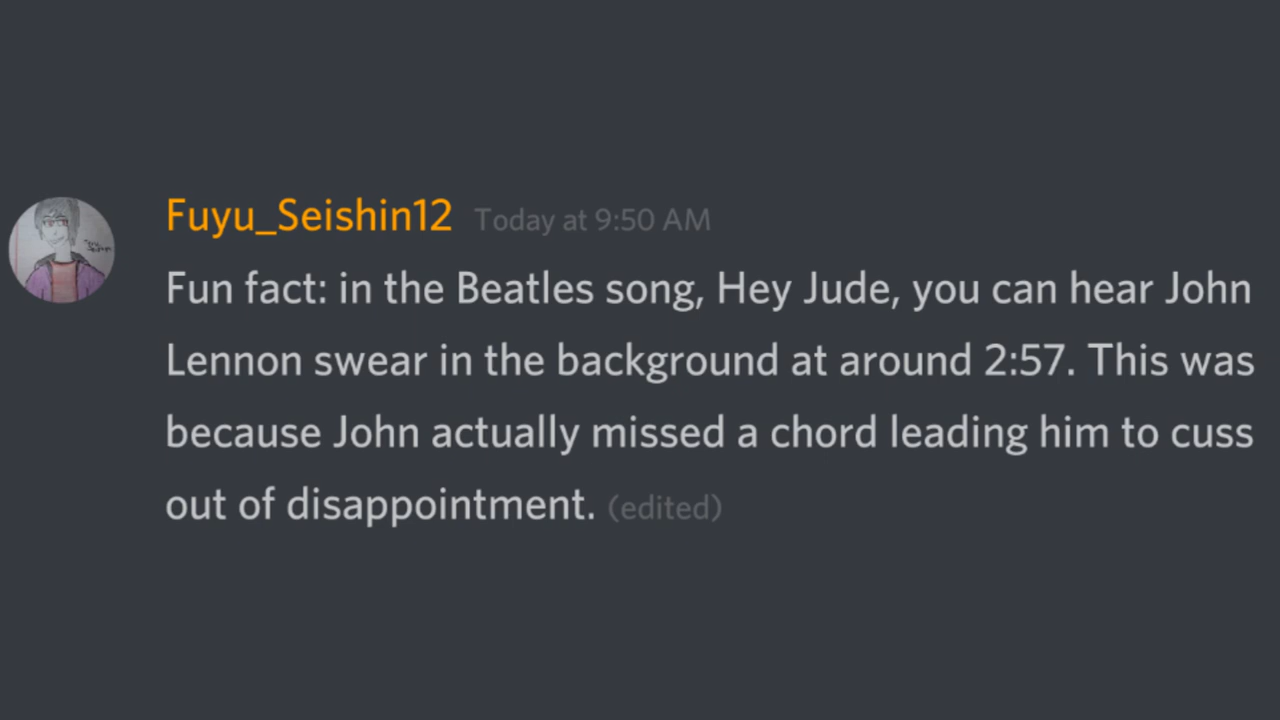 Fuyu_Seishin12 Today at 9:50 AM
Fun fact: in the Beatles song, Hey Jude, you can hear John
Lennon swear in the background at around 2:57. This was
because John actually missed a chord leading him to cuss
out of disappointment. (edited)